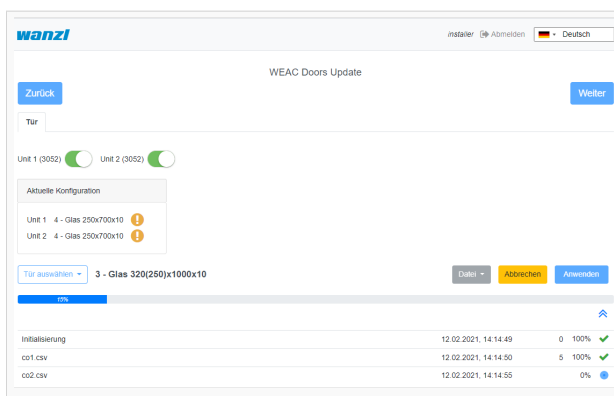 wanzl
installer Abmelden Deutsch
WEAC Doors Update
Zurück Weiter
Tür
Unit 1 (3052) Unit 2 (3052)
Aktuelle Konfiguration
Unit 1 4 - Glas 250x700x10
Unit 2 4 - Glas 250x700x10
Tür auswählen 3 - Glas 320(250)x1000x10 Datei Abbrechen Anwenden
15%
Initialisierung 12.02.2021, 14:14:49 0 100%
co1.csv 12.02.2021, 14:14:50 5 100%
co2.csv 12.02.2021, 14:14:55 0%